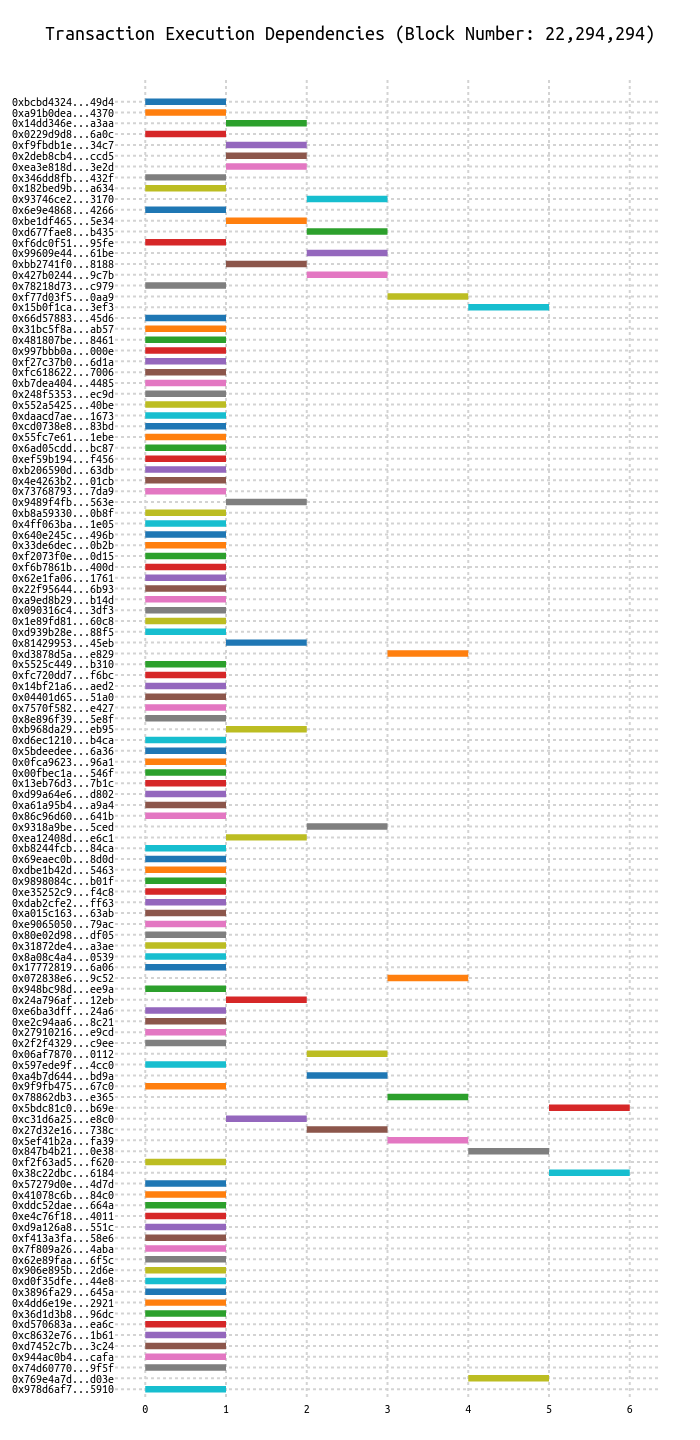 Transaction Execution Dependencies (Block Number: 22,294,294)
0xbcbd4324...49d4
0xa91b0dea...4370
0x14dd346e...a3aa
0x0229d9d8...6a0c
0xf9fbdb1e...34c7
0x2deb8cb4...ccd5
0xea3e818d...3e2d
0x346dd8fb...432f
0x182bed9b...a634
0x93746ce2...3170
0x6e9e4868...4266
0xbe1df465...5e34
0xd677fae8...b435
0xf6dc0f51...95fe
0x99609e44...61be
0xbb2741f0...8188
0x427b0244...9c7b
0x78218d73...c979
0xf77d03f5...0aa9
0x15b0f1ca...3ef3
0x66d57883...45d6
0x31bc5f8a...ab57
0x481807be...8461
0x997bbb0a...000e
0xf27c37b0...6d1a
0xfc618622...7006
0xb7dea404...4485
0x248f5353...ec9d
0x552a5425...40be
0xdaacd7ae...1673
0xcd0738e8...83bd
0x55fc7e61...1ebe
0x6ad05cdd...bc87
0xef59b194...f456
0xb206590d...63db
0x4e4263b2...01cb
0x73768793...7da9
0x9489f4fb...563e
0xb8a59330...0b8f
0x4ff063ba...1e05
0x640e245c...496b
0x33de6dec...0b2b
0xf2073f0e...0d15
0xf6b7861b...400d
0x62e1fa06...1761
0x22f95644...6b93
0xa9ed8b29...b14d
0x090316c4...3df3
0x1e89fd81...60c8
0xd939b28e...88f5
0x81429953...45eb
0xd3878d5a...e829
0x5525c449...b310
0xfc720dd7...f6bc
0x14bf21a6...aed2
0x04401d65...51a0
0x7570f582...e427
0x8e896f39...5e8f
0xb968da29...eb95
0xd6ec1210...b4ca
0x5bdeedee...6a36
0x0fca9623...96a1
0x00fbec1a...546f
0x13eb76d3...7b1c
0xd99a64e6...d802
0xa61a95b4...a9a4
0x86c96d60...641b
0x9318a9be...5ced
0xea12408d...e6c1
0xb8244fcb...84ca
0x69eaec0b...8d0d
0xdbe1b42d...5463
0x9898084c...b01f
0xe35252c9...f4c8
0xdab2cfe2...ff63
0xa015c163...63ab
0xe9065050...79ac
0x80e02d98...df05
0x31872de4...a3ae
0x8a08c4a4...0539
0x17772819...6a06
0x072838e6...9c52
0x948bc98d...ee9a
0x24a796af...12eb
0xe6ba3dff...24a6
0xe2c94aa6...8c21
0x27910216...e9cd
0x2f2f4329...c9ee
0x06af7870...0112
0x597ede9f...4cc0
0xa4b7d644...bd9a
0x9f9fb475...67c0
0x78862db3...e365
0x5bdc81c0...b69e
0xc31d6a25...e8c0
0x27d32e16...738c
0x5ef41b2a...fa39
0x847b4b21...0e38
0xf2f63ad5...f620
0x38c22dbc...6184
0x57279d0e...4d7d
0x41078c6b...84c0
0xddc52dae...664a
0xe4c76f18...4011
0xd9a126a8...551c
0xf413a3fa...58e6
0x7f809a26...4aba
0x62e89faa...6f5c
0x906e895b...2d6e
0xd0f35dfe...44e8
0x3896fa29...645a
0x4dd6e19e...2921
0x36d1d3b8...96dc
0xd570683a...ea6c
0xc8632e76...1b61
0xd7452c7b...3c24
0x944ac0b4...cafa
0x74d60770...9f5f
0x769e4a7d...d03e
0x978d6af7...5910
0 1 2 3 4 5 6